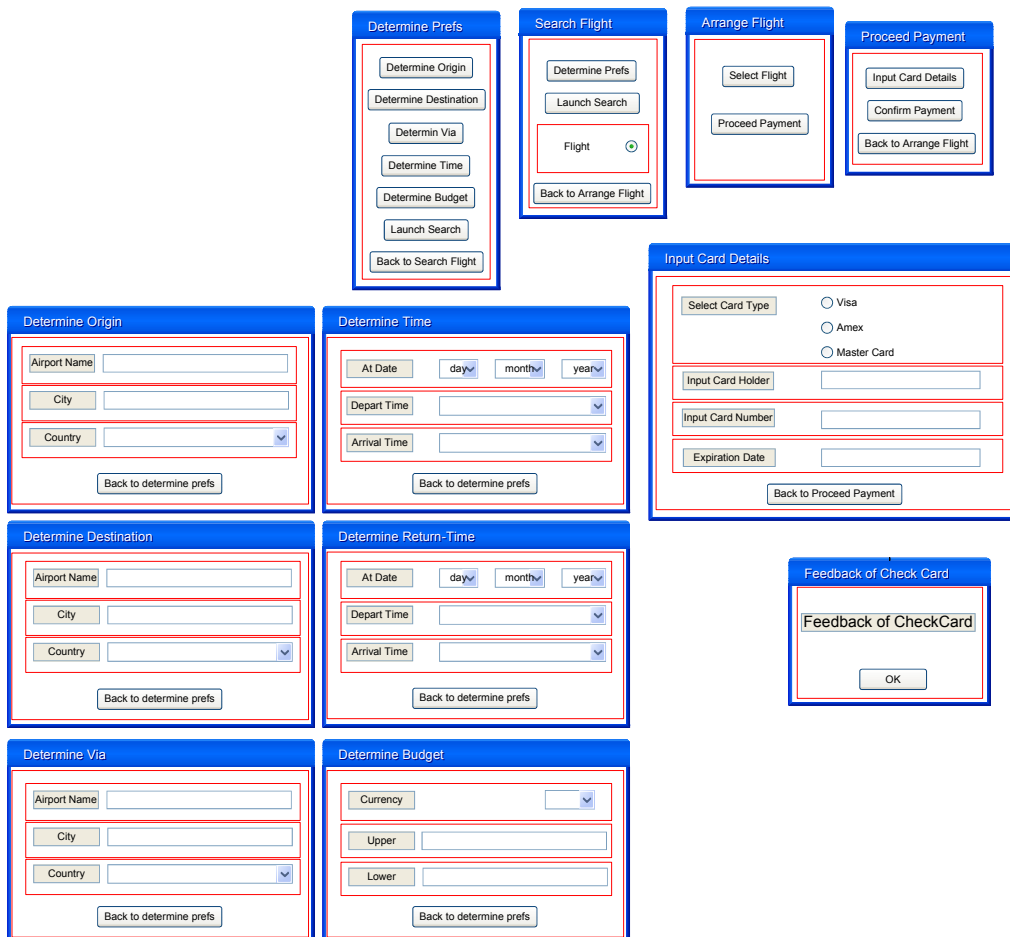 Determine Prefs
Determine Origin
Determine Destination
Determin Via
Determine Time
Determine Budget
Launch Search
Back to Search Flight
Search Flight
Determine Prefs
Launch Search
Flight
Back to Arrange Flight
Arrange Flight
Select Flight
Proceed Payment
Proceed Payment
Input Card Details
Confirm Payment
Back to Arrange Flight
Input Card Details
Select Card Type
Visa
Amex
Master Card
Input Card Holder
Input Card Number
Expiration Date
Back to Proceed Payment
Determine Origin
Airport Name
City
Country
Back to determine prefs
Determine Time
At Date day month year
Depart Time
Arrival Time
Back to determine prefs
Determine Destination
Airport Name
City
Country
Back to determine prefs
Determine Return-Time
At Date day month year
Depart Time
Arrival Time
Back to determine prefs
Feedback of Check Card
Feedback of CheckCard
OK
Determine Via
Airport Name
City
Country
Back to determine prefs
Determine Budget
Currency
Upper
Lower
Back to determine prefs